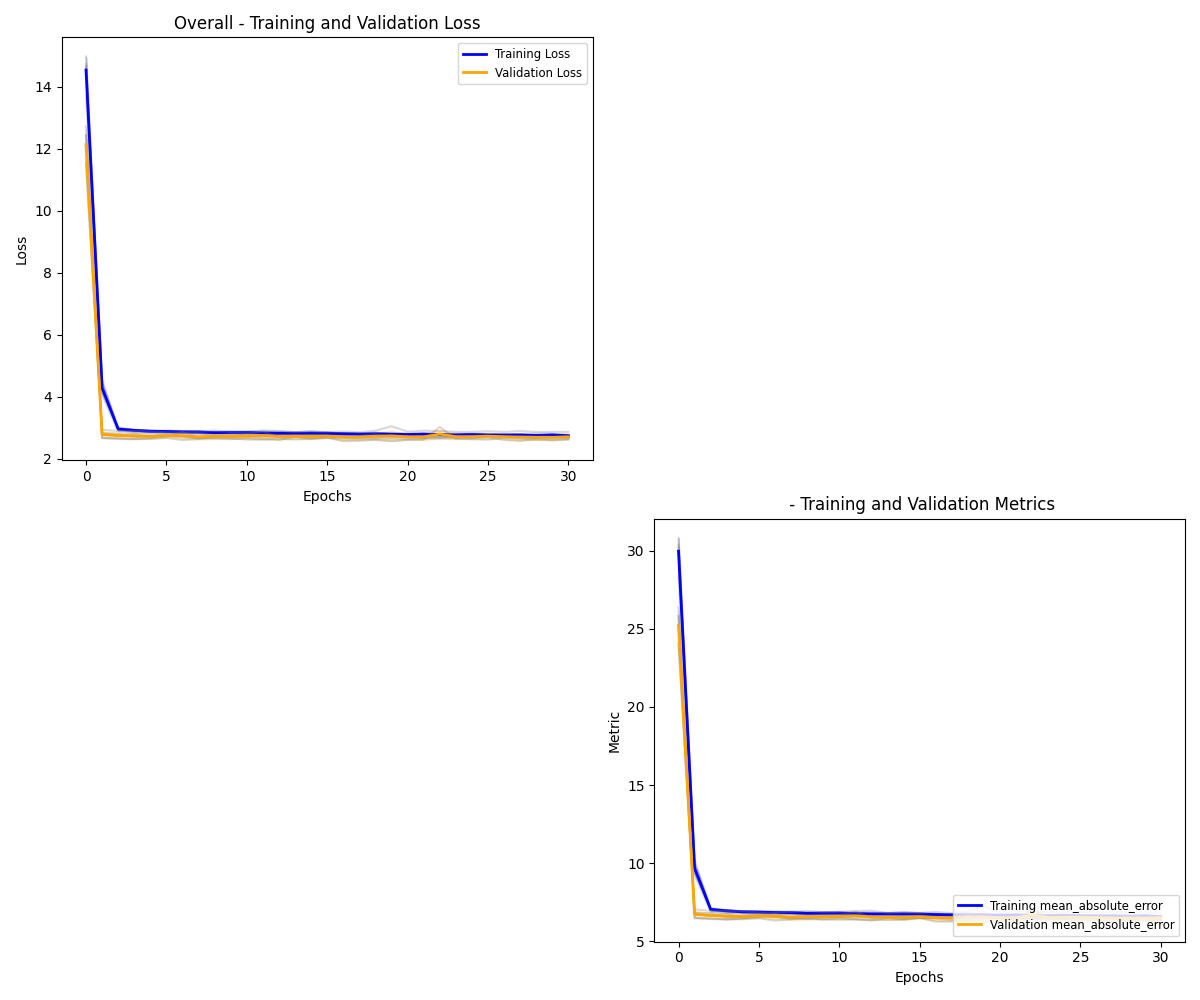 Overall - Training and Validation Loss
Training Loss
Validation Loss
14
12
10
8
6
4
2
Loss
0 5 10 15 20 25 30
Epochs
- Training and Validation Metrics
30
25
20
15
10
5
Metric
Training mean_absolute_error
Validation mean_absolute_error
0 5 10 15 20 25 30
Epochs